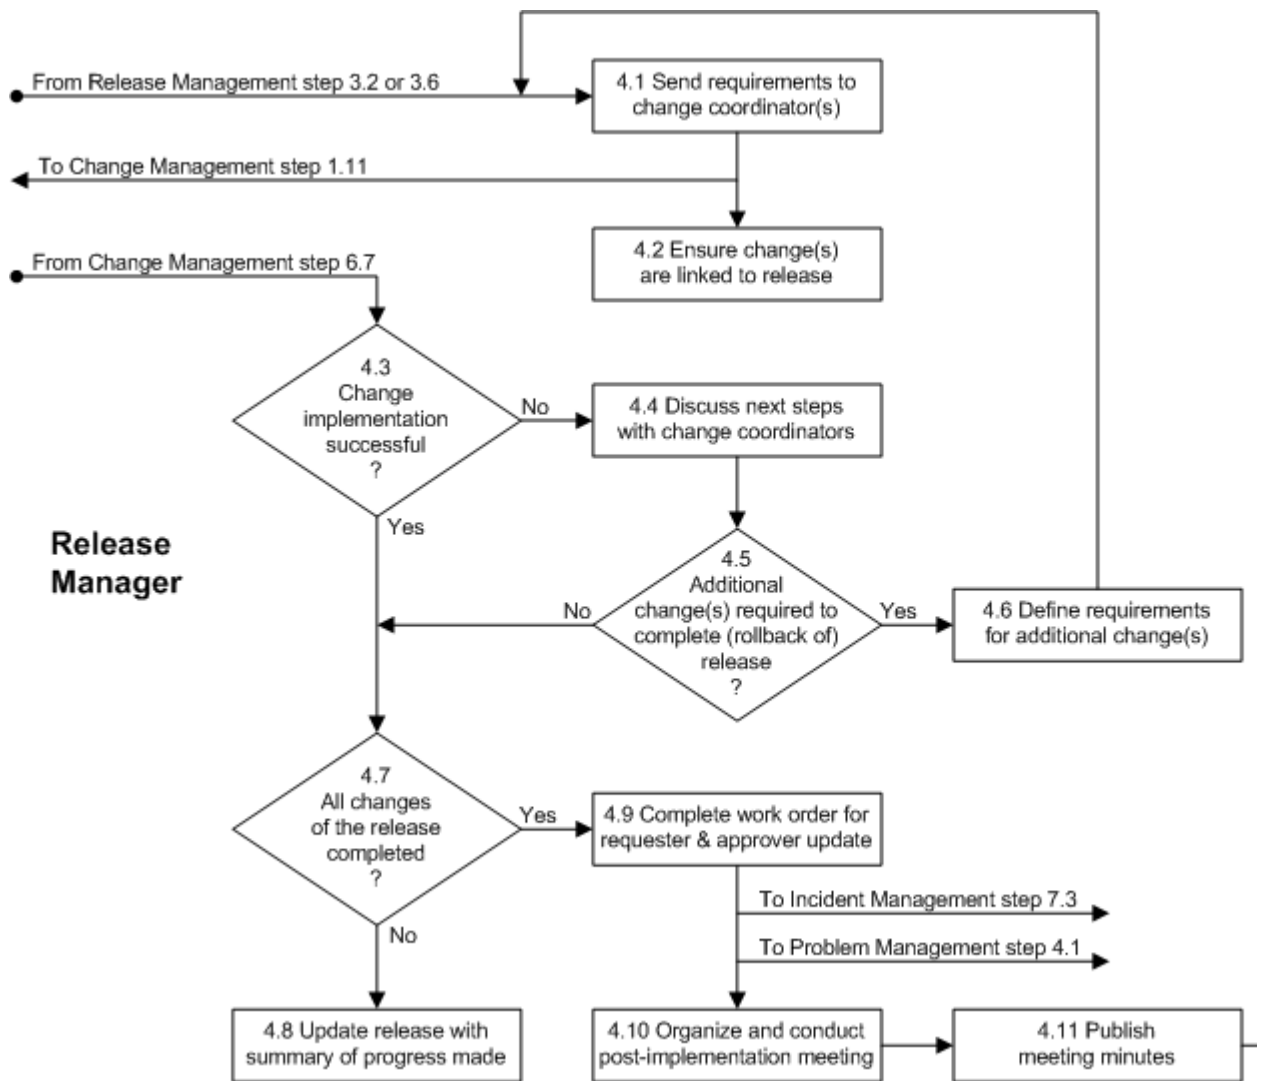 From Release Management step 3.2 or 3.6
4.1 Send requirements to
change coordinator(s)
To Change Management step 1.11
4.2 Ensure change(s)
are linked to release
From Change Management step 6.7
4.3
Change
implementation
successful
?
No
4.4 Discuss next steps
with change coordinators
Yes
Release
Manager
4.5
Additional
change(s) required to
complete (rollback of)
release
?
No
Yes
4.6 Define requirements
for additional change(s)
4.7
All changes
of the release
completed
?
Yes
4.9 Complete work order for
requester & approver update
To Incident Management step 7.3
No
To Problem Management step 4.1
4.8 Update release with
summary of progress made
4.10 Organize and conduct
post-implementation meeting
4.11 Publish
meeting minutes